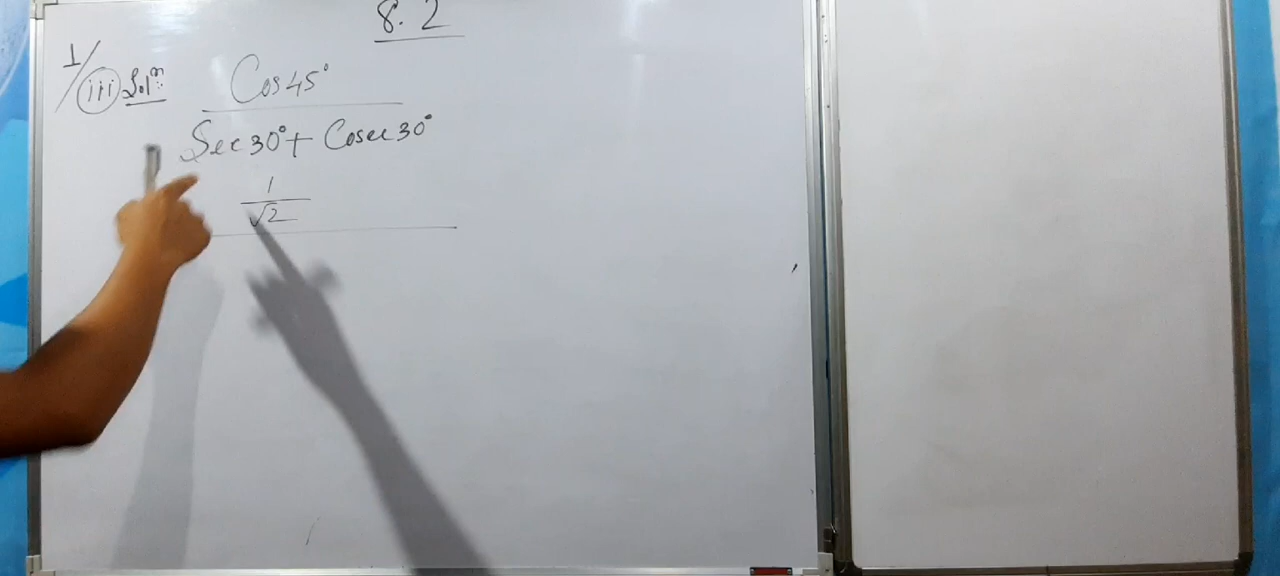 8.2
1/
(iii) Soln:
Cos45°
Sec30°+ Cosec30°
1
√2